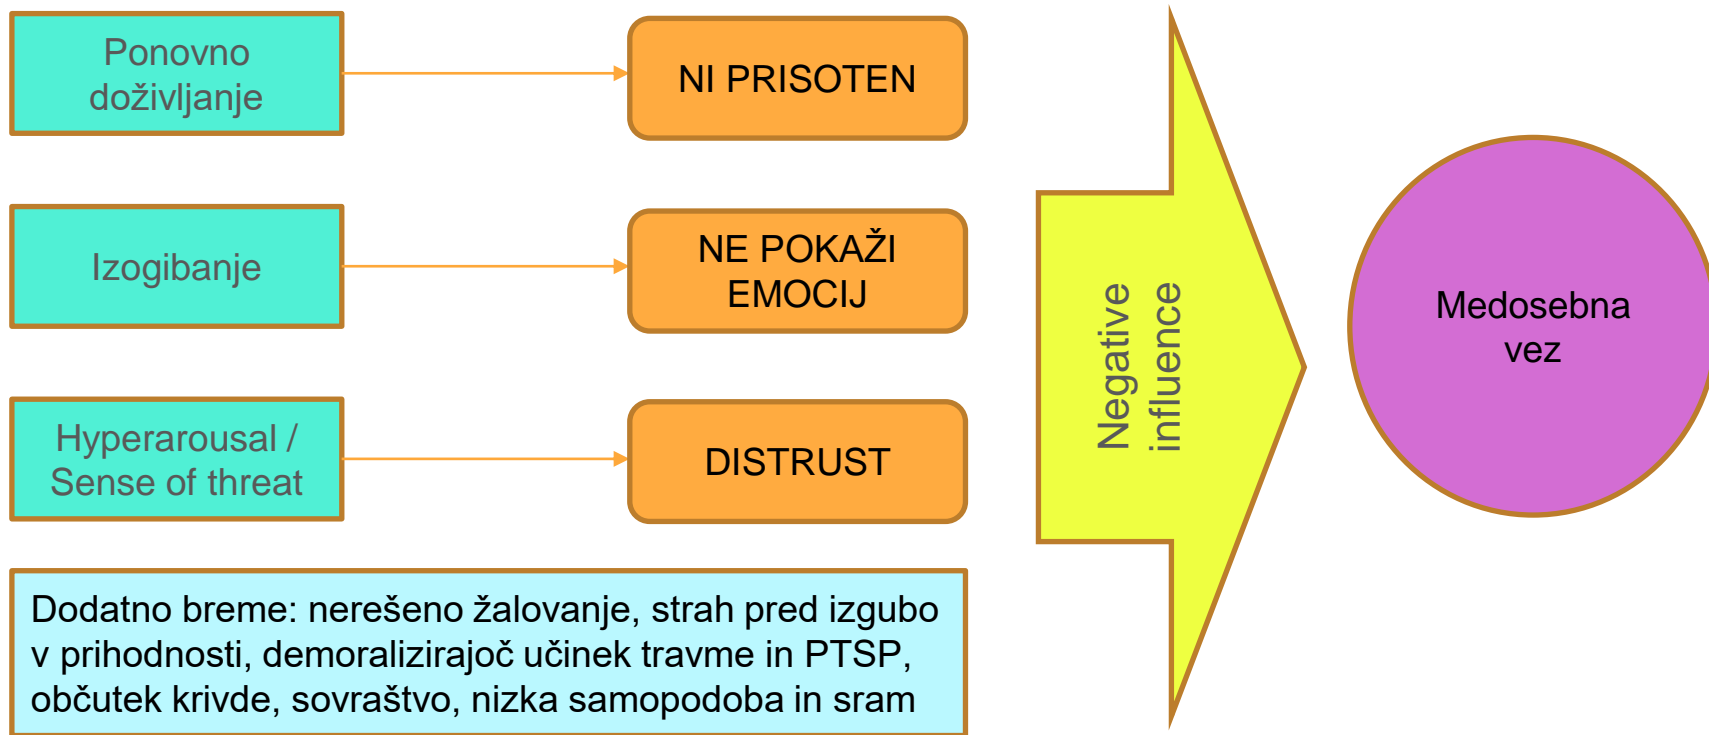 Ponovno
doživljanje
NI PRISOTEN
Izogibanje
NE POKAŽI
EMOCIJ
Hyperarousal /
Sense of threat
DISTRUST
Dodatno breme: nerešeno žalovanje, strah pred izgubo
v prihodnosti, demoralizirajoč učinek travme in PTSP,
občutek krivde, sovraštvo, nizka samopodoba in sram
Negative
influence
Medosebna
vez